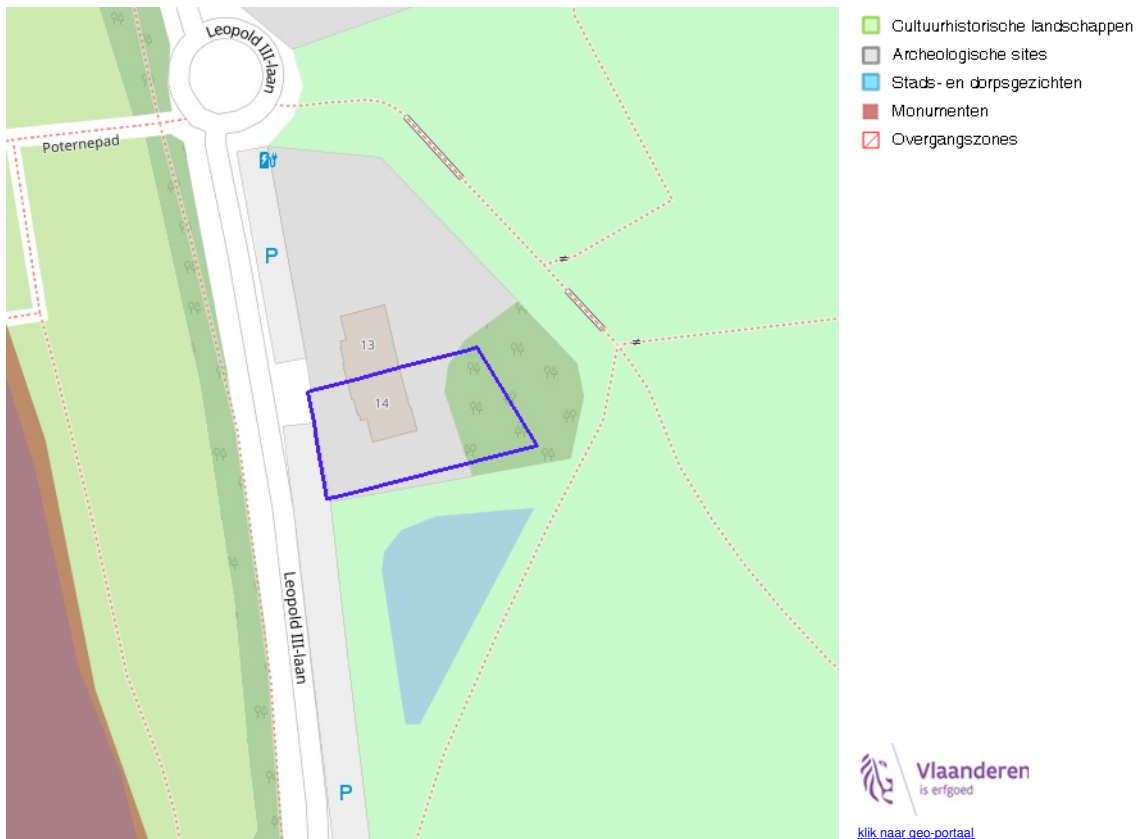 Leopold III-laan
Poternepad
P
13
14
Leopold III-laan
P
Cultuurhistorische landschappen
Archeologische sites
Stads- en dorpsgezichten
Monumenten
Overgangszones
Vlaanderen
is erfgoed
klik naar geo-portaal